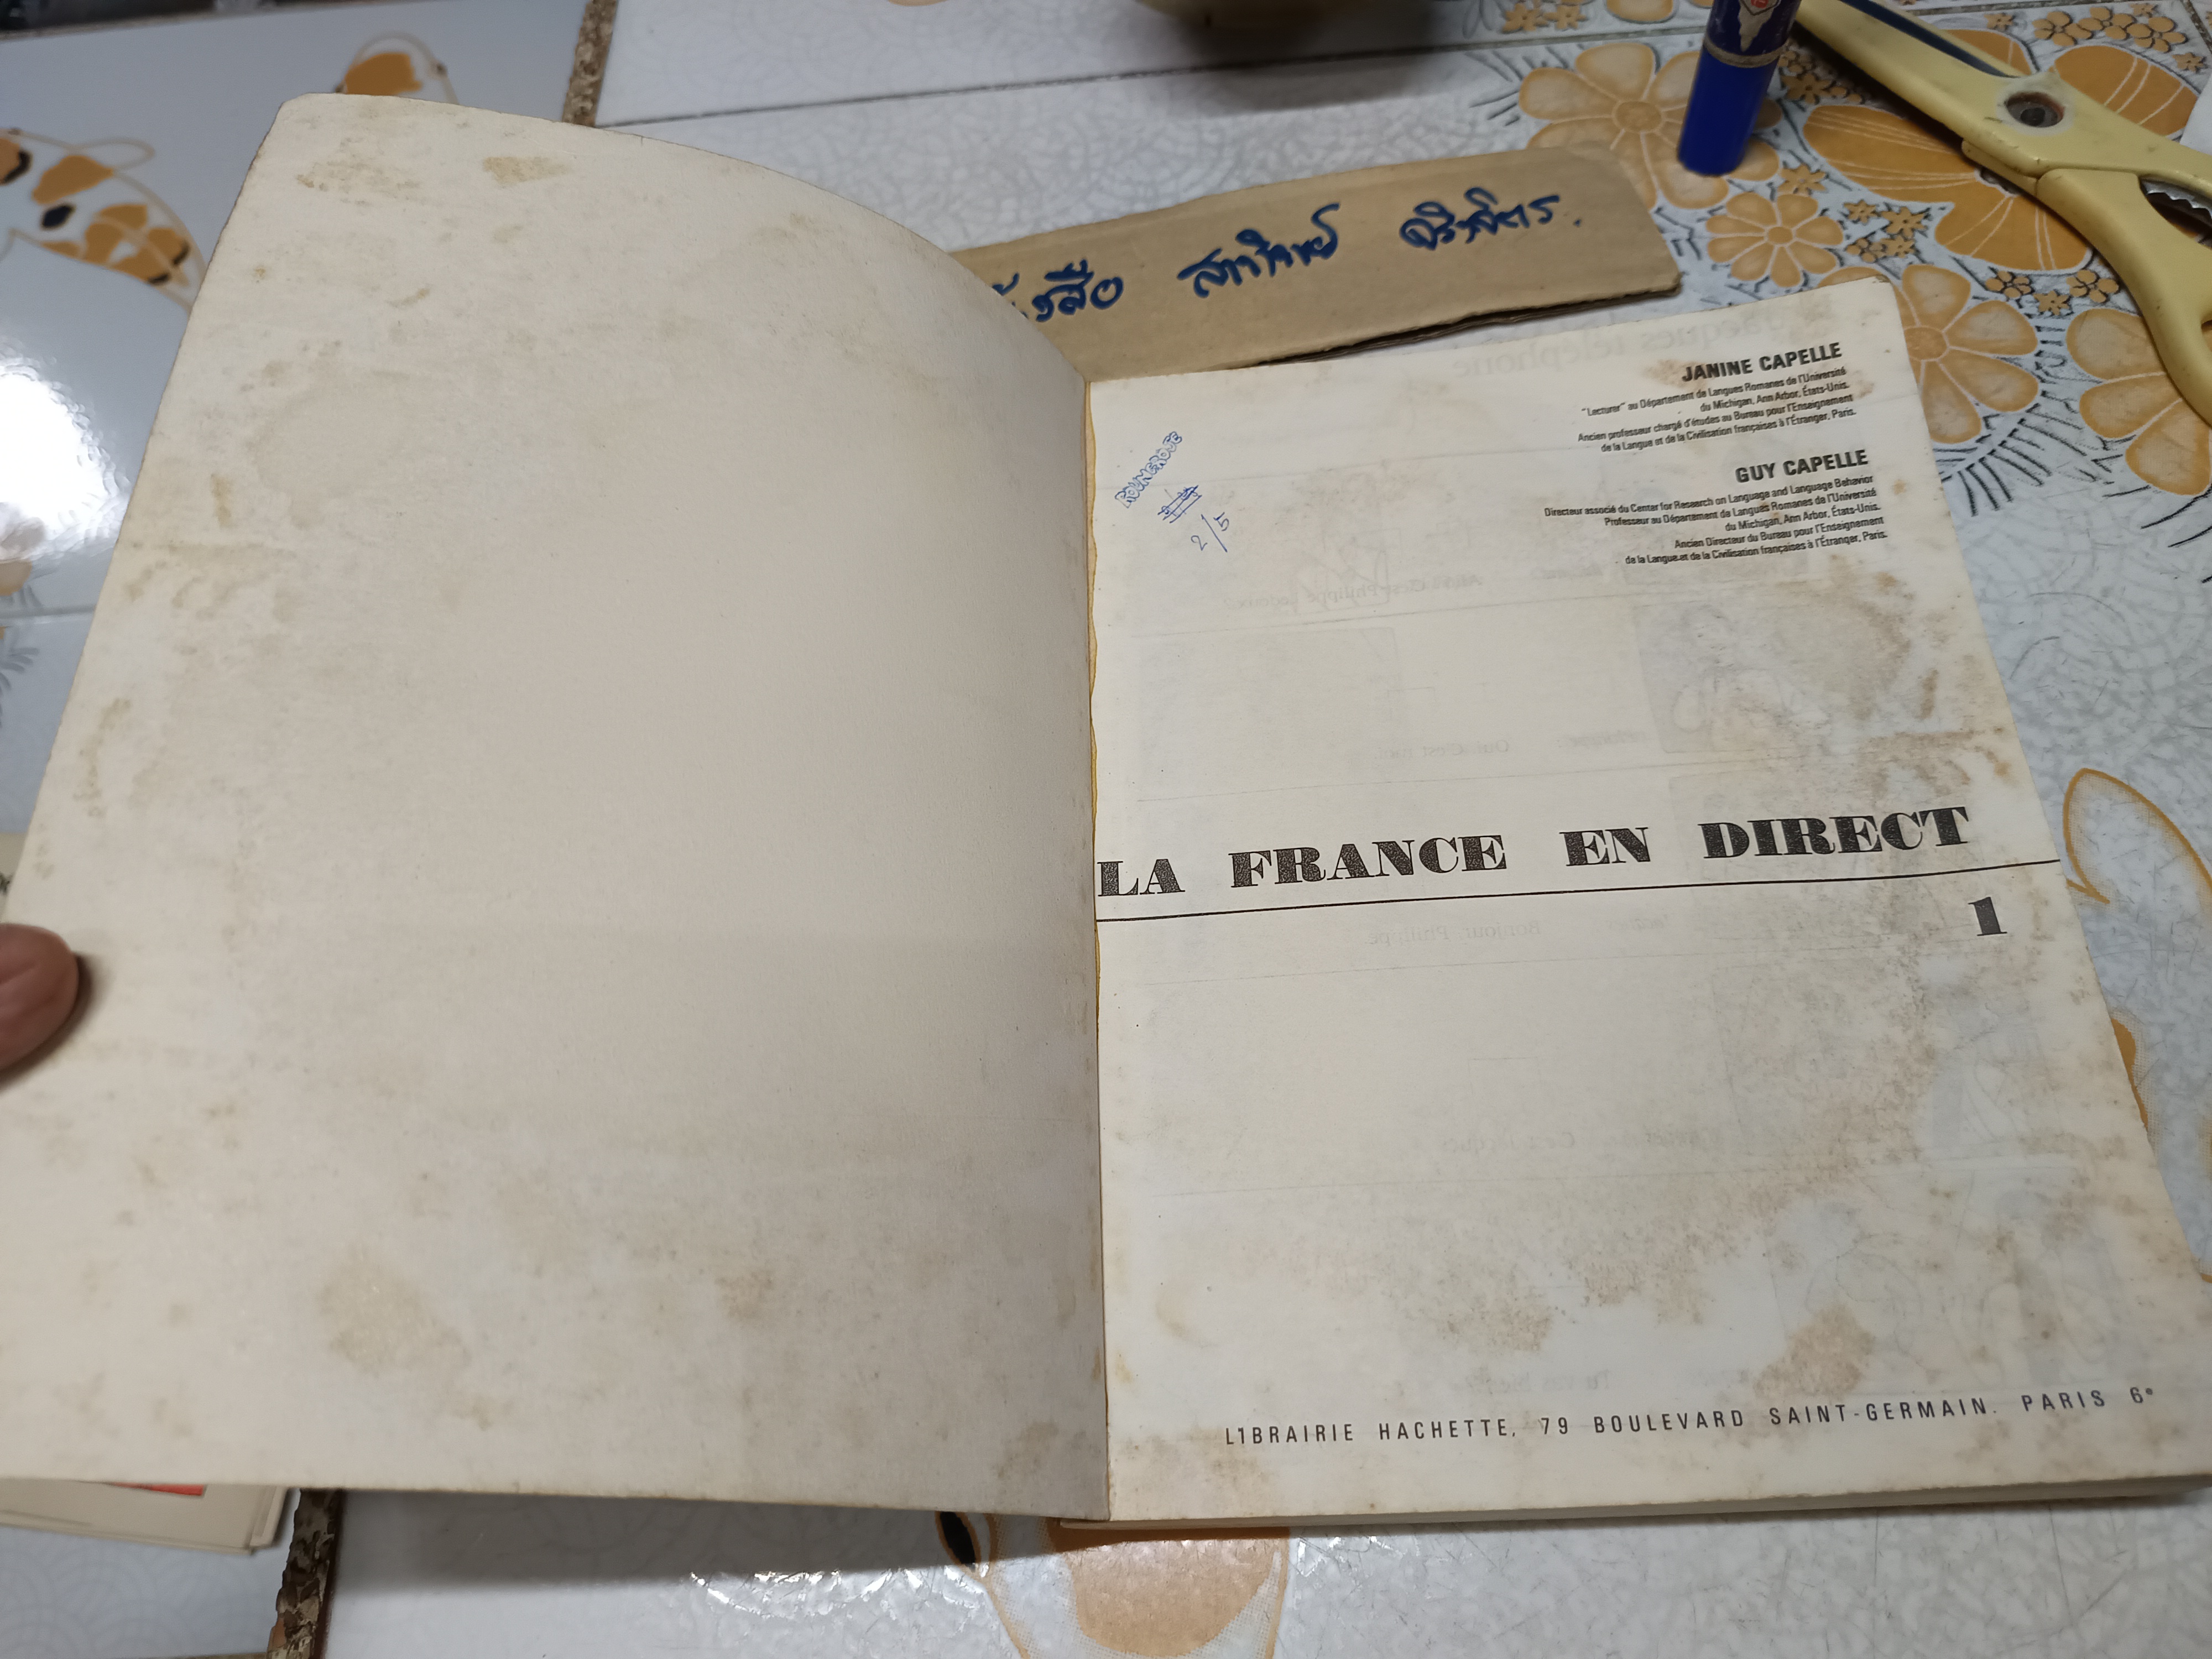 JANINE CAPELLE
"Lecturer" au Département de Langues Romanes de l'Université
du Michigan, Ann Arbor, États-Unis.
Ancien professeur chargé d'études au Bureau pour l'Enseignement
de la Langue et de la Civilisation françaises à l'Étranger, Paris.
GUY CAPELLE
Directeur associé du Center for Research on Language and Language Behavior
Professeur au Département de Langues Romanes de l'Université
du Michigan, Ann Arbor, États-Unis.
Ancien Directeur du Bureau pour l'Enseignement
de la Langue et de la Civilisation françaises à l'Étranger, Paris.
2/5
LA FRANCE EN DIRECT
1
LIBRAIRIE HACHETTE, 79 BOULEVARD SAINT-GERMAIN. PARIS 6ᵉ